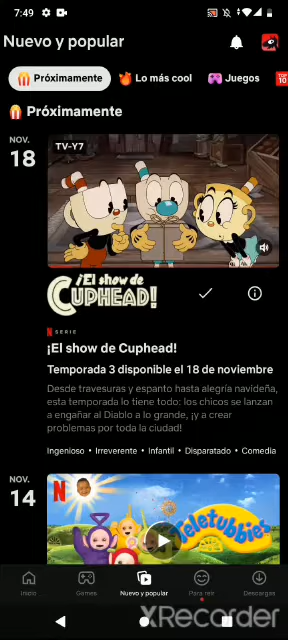 7:49
Nuevo y popular
Próximamente
Lo más cool
Juegos
TOP 10
Próximamente
NOV.
18
TV-Y7
¡El show de
CUPHEAD!
N SERIE
¡El show de Cuphead!
Temporada 3 disponible el 18 de noviembre
Desde travesuras y espanto hasta alegría navideña,
esta temporada lo tiene todo: los chicos se lanzan
a engañar al Diablo a lo grande, ¡y a crear
problemas por toda la ciudad!
Ingenioso • Irreverente • Infantil • Disparatado • Comedia
NOV.
14
N
Teletubbies
Inicio
Games
Nuevo y popular
Para reír
Descargas
XRecorder